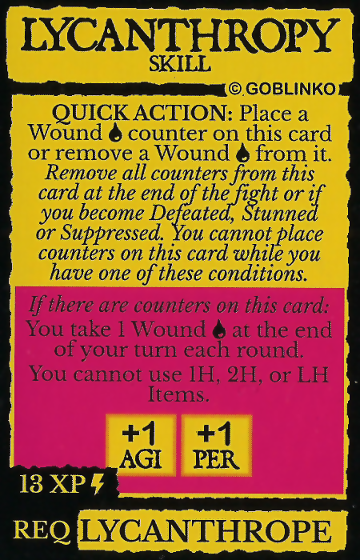 LYCANTHROPY
SKILL
© GOBLINKO
QUICK ACTION: Place a
Wound counter on this card
or remove a Wound from it.
Remove all counters from this
card at the end of the fight or if
you become Defeated, Stunned
or Suppressed. You cannot place
counters on this card while you
have one of these conditions.
If there are counters on this card:
You take 1 Wound at the end
of your turn each round.
You cannot use 1H, 2H, or LH
Items.
+1 +1
AGI PER
13 XP
REQ LYCANTHROPE